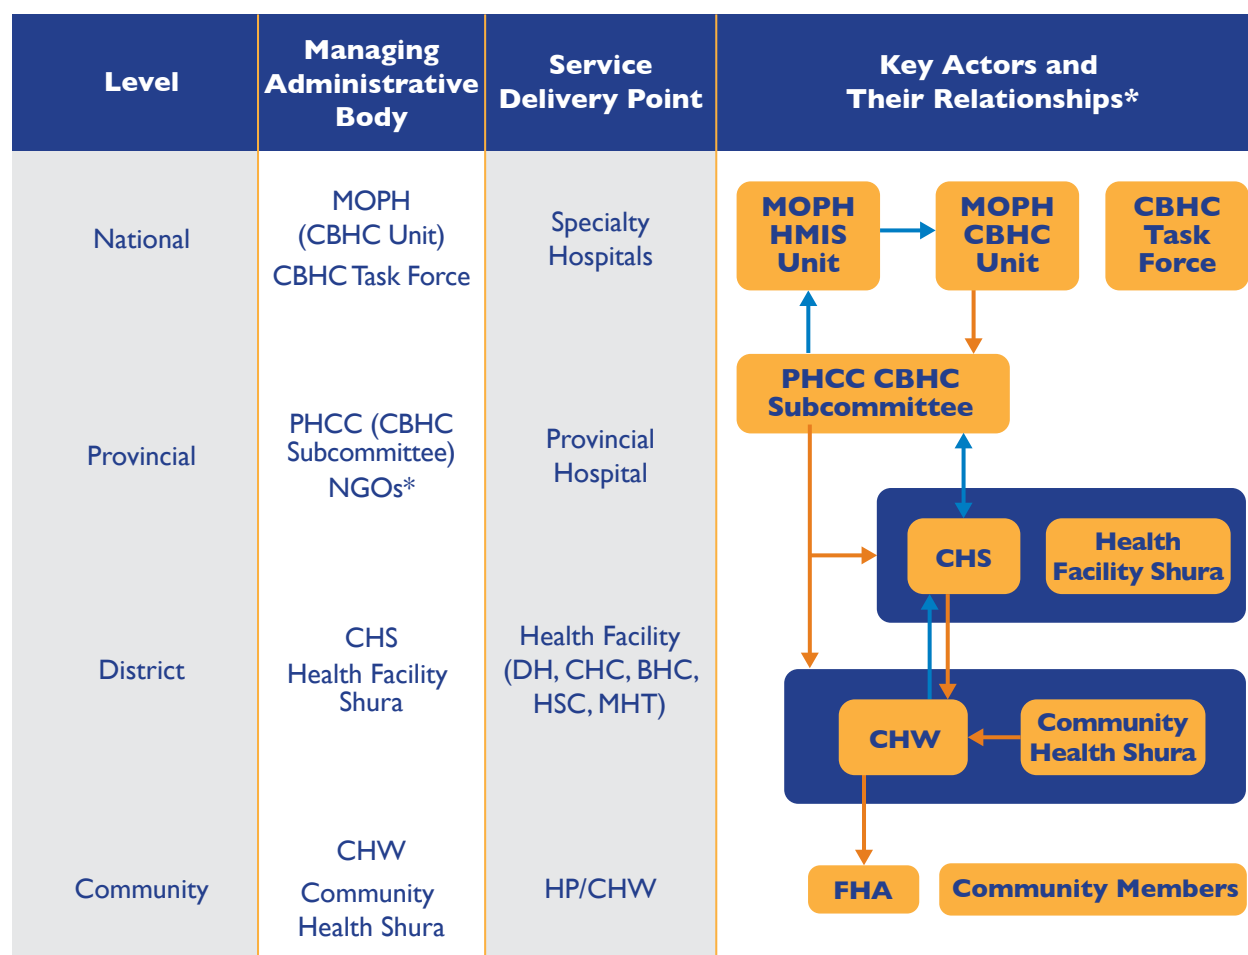 Level
Managing
Administrative
Body
Service
Delivery Point
Key Actors and
Their Relationships*
National
MOPH
(CBHC Unit)
CBHC Task Force
Specialty
Hospitals
MOPH
HMIS
Unit
MOPH
CBHC
Unit
CBHC
Task
Force
PHCC CBHC
Subcommittee
Provincial
PHCC (CBHC
Subcommittee)
NGOs*
Provincial
Hospital
CHS
Health
Facility Shura
District
CHS
Health Facility
Shura
Health Facility
(DH, CHC, BHC,
HSC, MHT)
CHW
Community
Health Shura
Community
CHW
Community
Health Shura
HP/CHW
FHA
Community Members